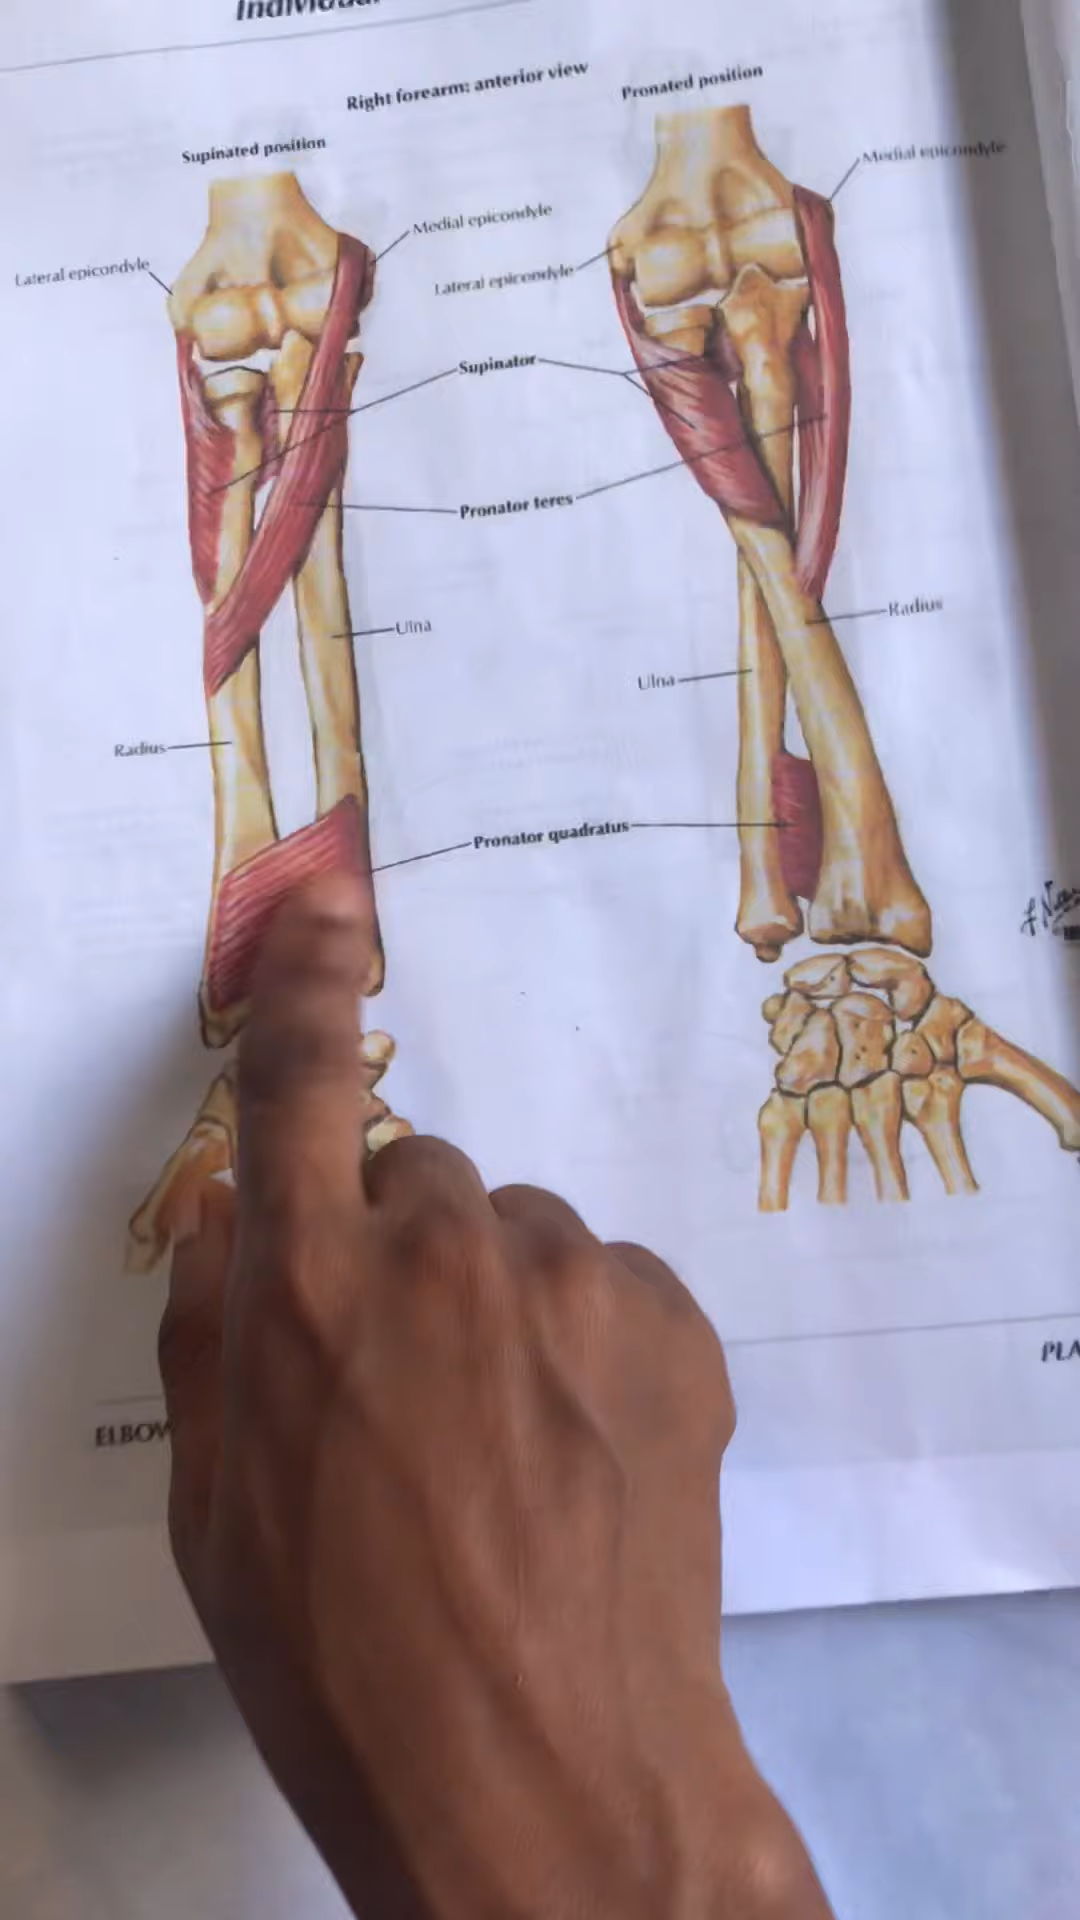 Right forearm: anterior view
Supinated position
Pronated position
Medial epicondyle
Medial epicondyle
Lateral epicondyle
Lateral epicondyle
Supinator
Pronator teres
Ulna
Radius
Ulna
Radius
Pronator quadratus
ELBOW